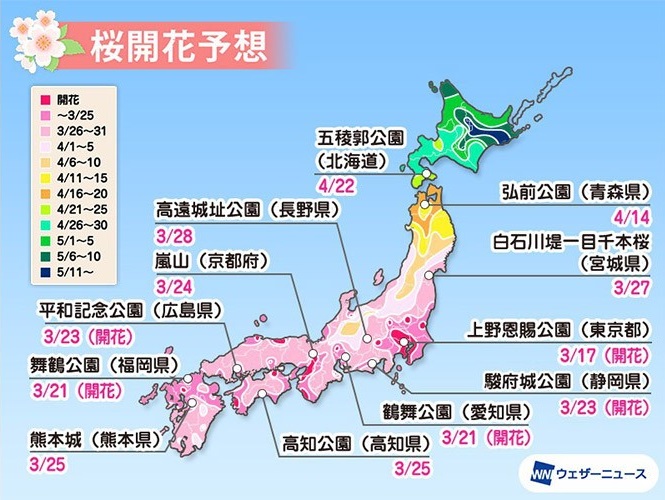 桜開花予想
開花
～3/25
3/26～31
4/1～5
4/6～10
4/11～15
4/16～20
4/21～25
4/26～30
5/1～5
5/6～10
5/11～
五稜郭公園
（北海道）
4/22
弘前公園（青森県）
4/14
高遠城址公園（長野県）
3/28
白石川堤一目千本桜
（宮城県）
3/27
嵐山（京都府）
3/24
平和記念公園（広島県）
3/23（開花）
上野恩賜公園（東京都）
3/17（開花）
舞鶴公園（福岡県）
3/21（開花）
駿府城公園（静岡県）
3/23（開花）
鶴舞公園（愛知県）
3/21（開花）
熊本城（熊本県）
3/25
高知公園（高知県）
3/25
WN ウェザーニュース